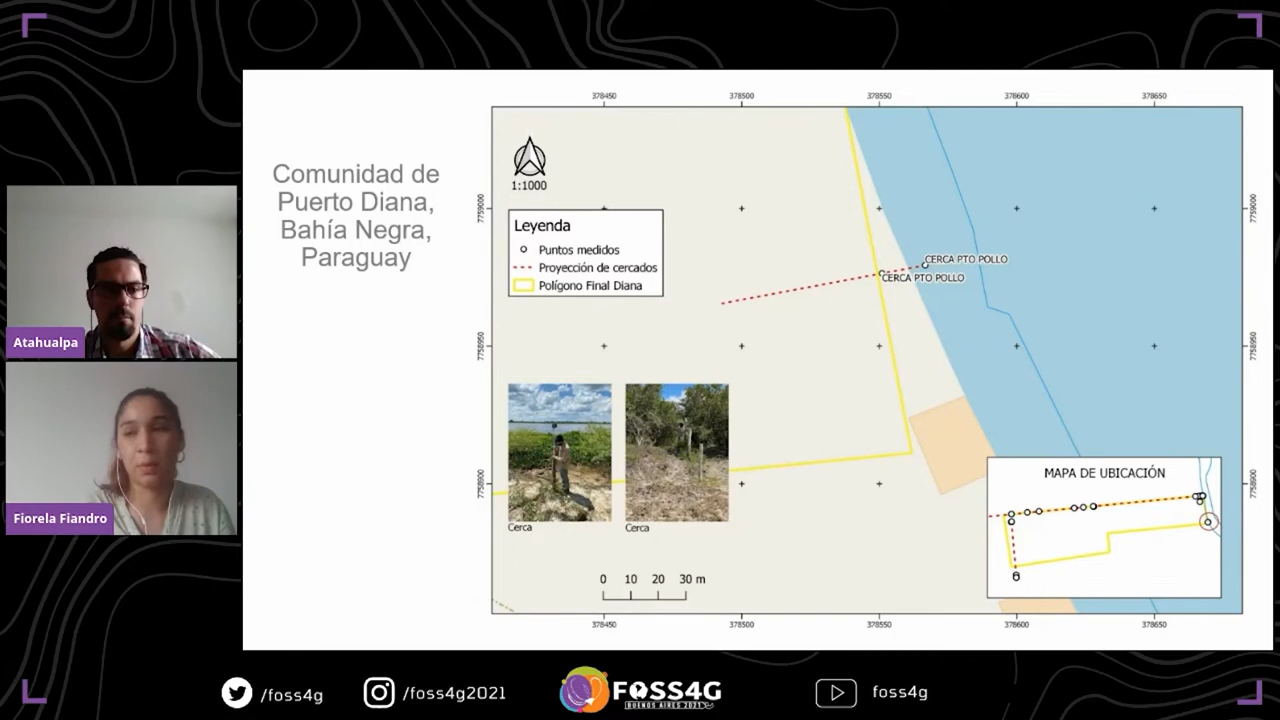 Comunidad de
Puerto Diana,
Bahía Negra,
Paraguay
378450
378500
378550
378600
378650
1:1000
7759000
7759000
Leyenda
Puntos medidos
Proyección de cercados
Polígono Final Diana
CERCA PTO POLLO
CERCA PTO POLLO
7758950
7758950
Atahualpa
Fiorela Fiandro
7758900
7758900
MAPA DE UBICACIÓN
Cerca
Cerca
0 10 20 30 m
378450
378500
378550
378600
378650
/foss4g
/foss4g2021
FOSS4G
BUENOS AIRES 2021
foss4g